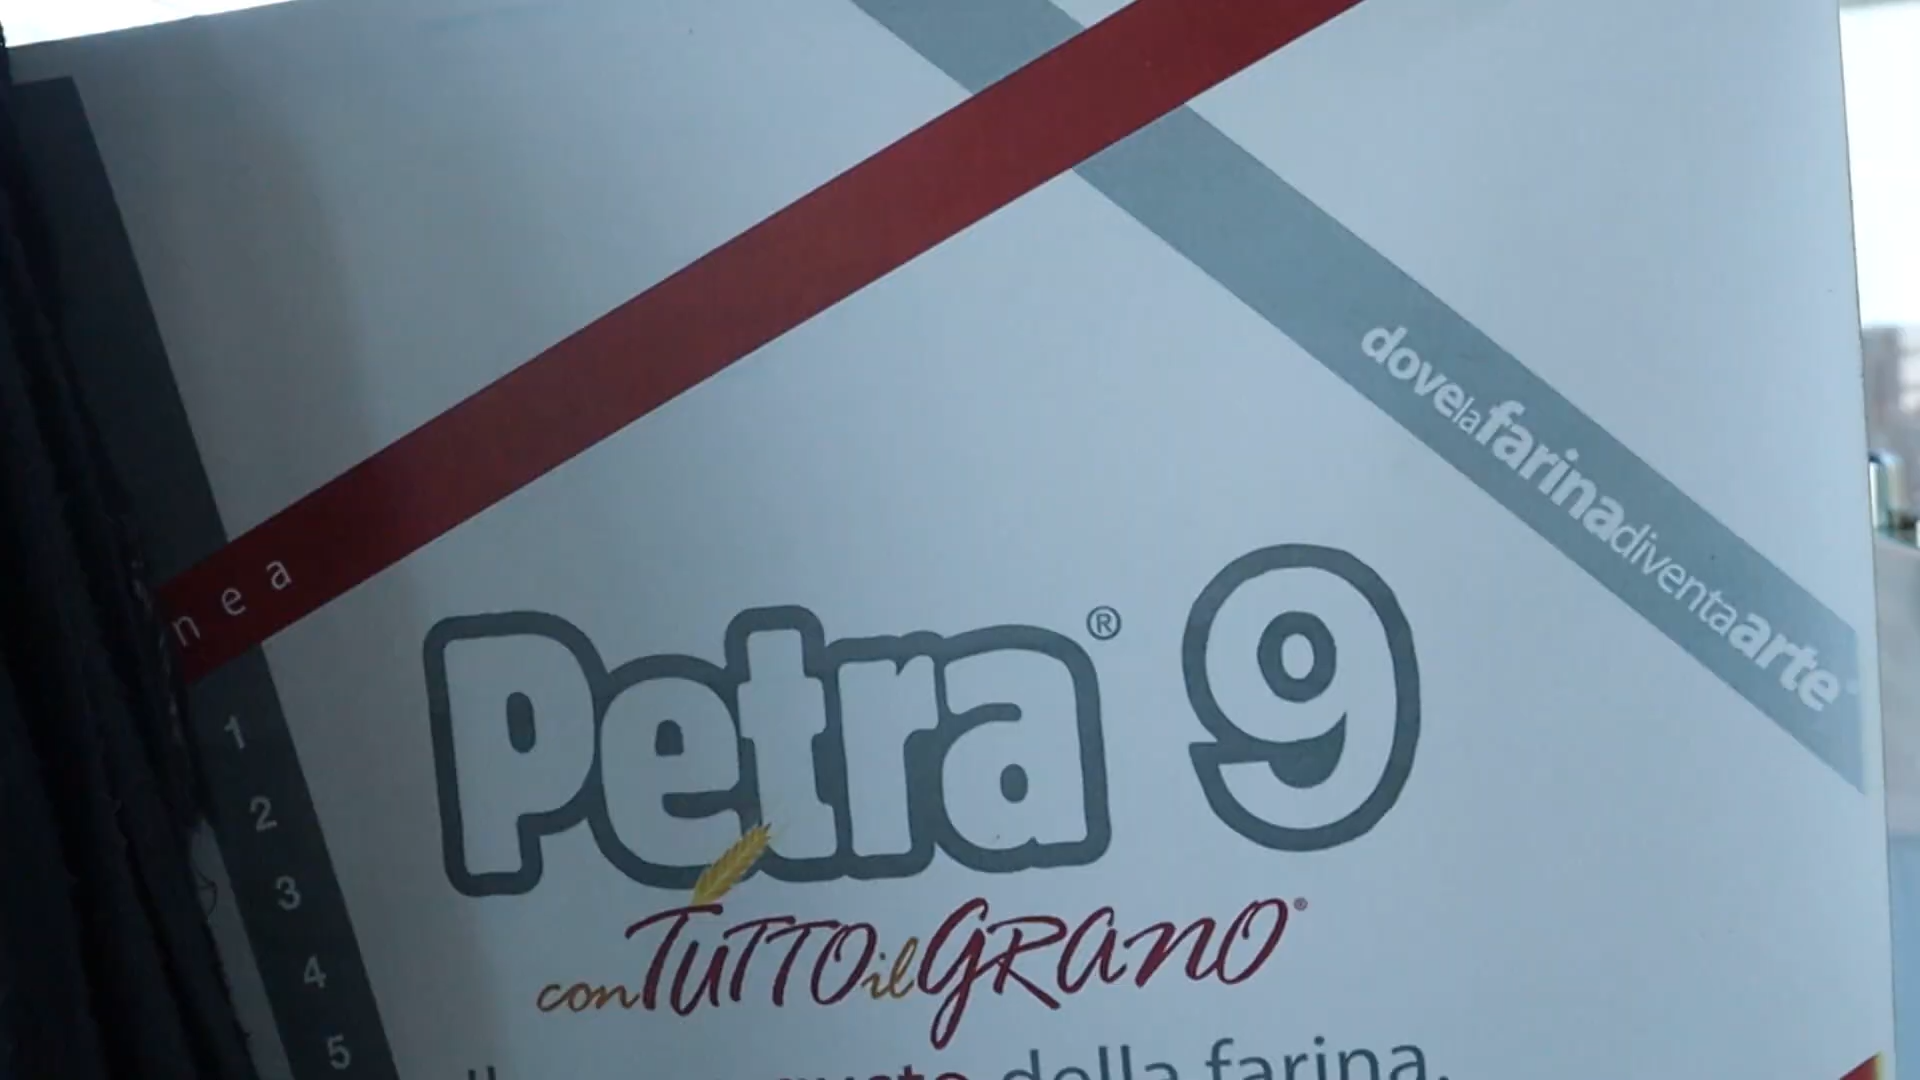 dovelafarinadiventaarte
nea
Petra® 9
conTUTTOilGRANO
1
2
3
4
5
della farina.